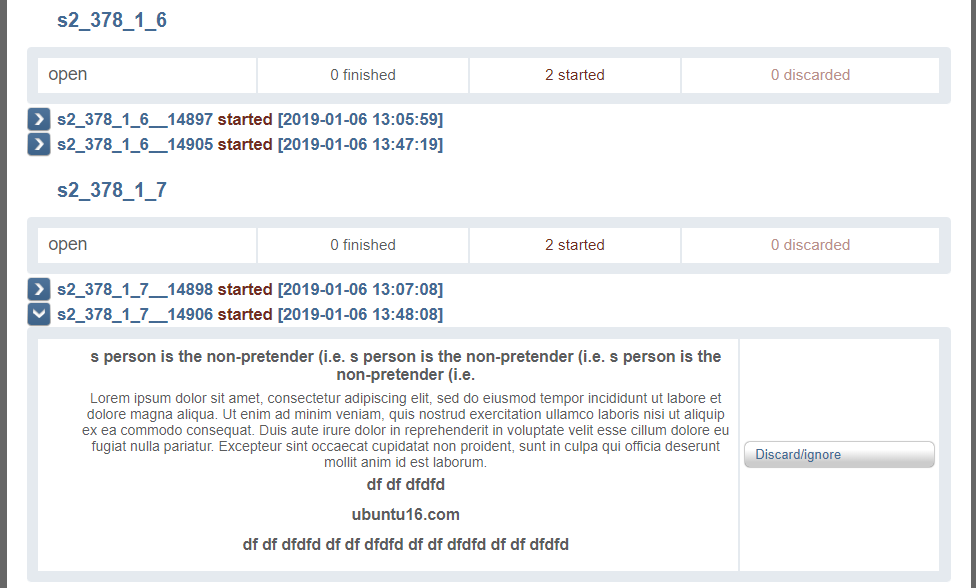 s2_378_1_6
open 0 finished 2 started 0 discarded
s2_378_1_6__14897 started [2019-01-06 13:05:59]
s2_378_1_6__14905 started [2019-01-06 13:47:19]
s2_378_1_7
open 0 finished 2 started 0 discarded
s2_378_1_7__14898 started [2019-01-06 13:07:08]
s2_378_1_7__14906 started [2019-01-06 13:48:08]
s person is the non-pretender (i.e. s person is the non-pretender (i.e. s person is the
non-pretender (i.e.
Lorem ipsum dolor sit amet, consectetur adipiscing elit, sed do eiusmod tempor incididunt ut labore et
dolore magna aliqua. Ut enim ad minim veniam, quis nostrud exercitation ullamco laboris nisi ut aliquip
ex ea commodo consequat. Duis aute irure dolor in reprehenderit in voluptate velit esse cillum dolore eu
fugiat nulla pariatur. Excepteur sint occaecat cupidatat non proident, sunt in culpa qui officia deserunt
mollit anim id est laborum.
Discard/ignore
df df dfdfd
ubuntu16.com
df df dfdfd df df dfdfd df df dfdfd df df dfdfd